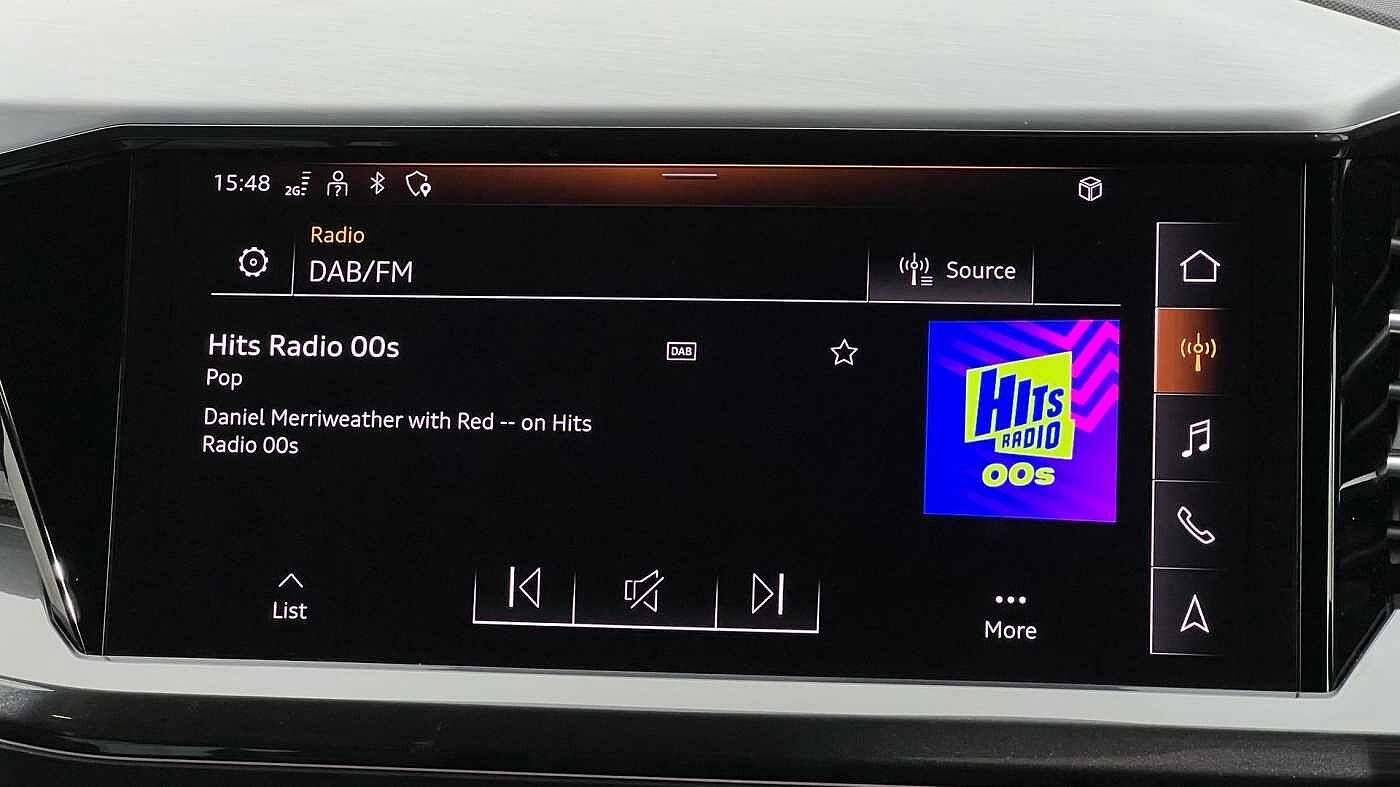 15:48
2G
?
Radio
DAB/FM
Source
Hits Radio 00s
DAB
Pop
Daniel Merriweather with Red -- on Hits
Radio 00s
HITS
RADIO
00s
List
More